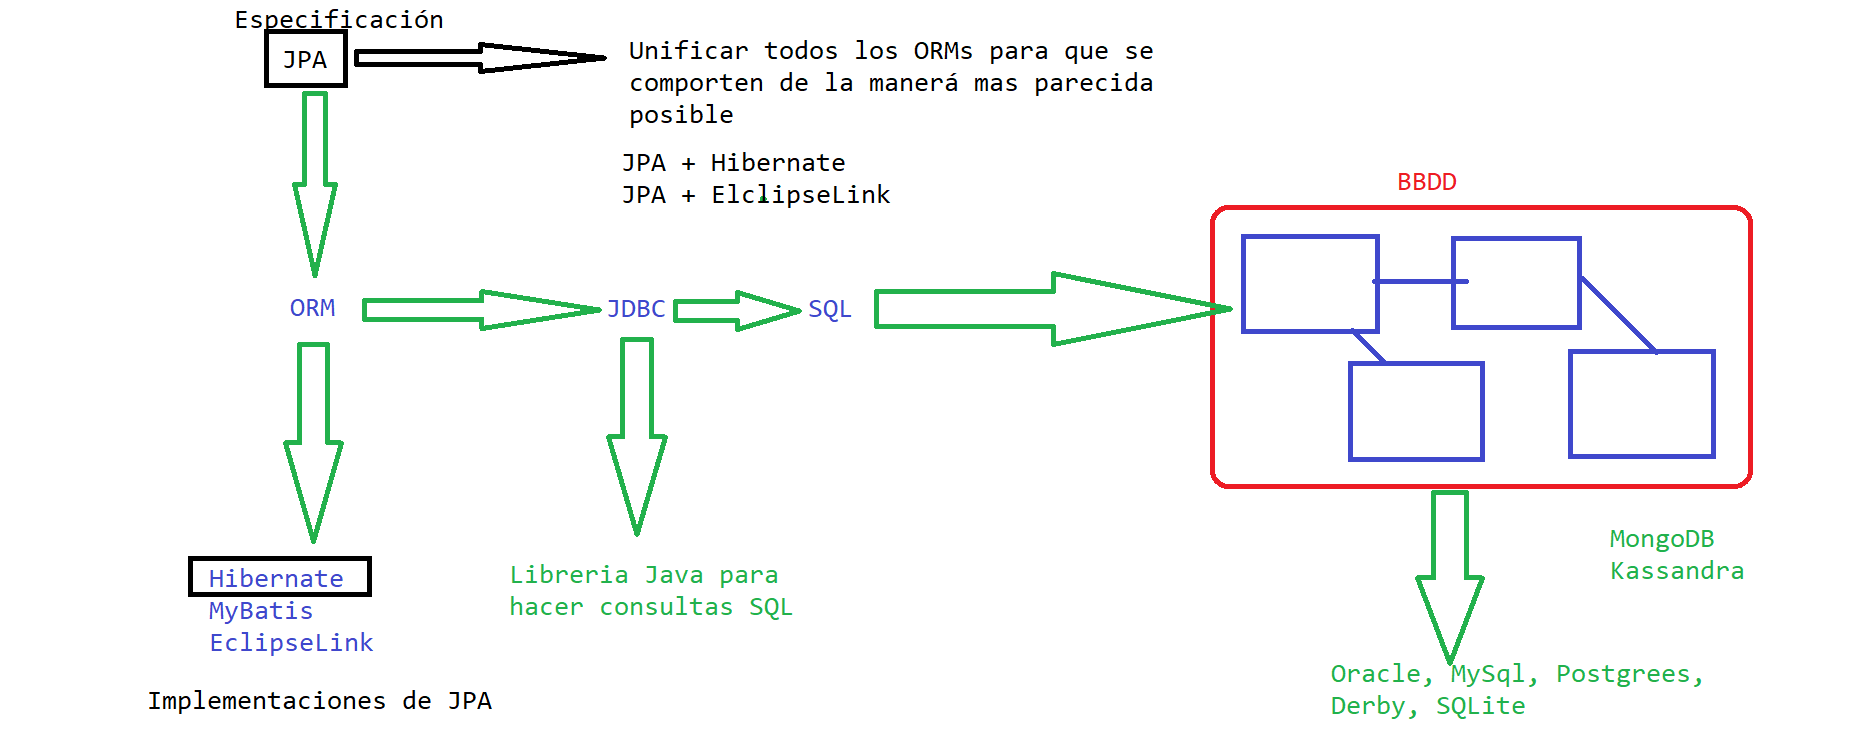 Especificación
JPA
Unificar todos los ORMs para que se
comporten de la manerá mas parecida
posible
JPA + Hibernate
JPA + ElclipseLink
BBDD
ORM
JDBC
SQL
Hibernate
MyBatis
EclipseLink
Implementaciones de JPA
Libreria Java para
hacer consultas SQL
MongoDB
Kassandra
Oracle, MySql, Postgrees,
Derby, SQLite